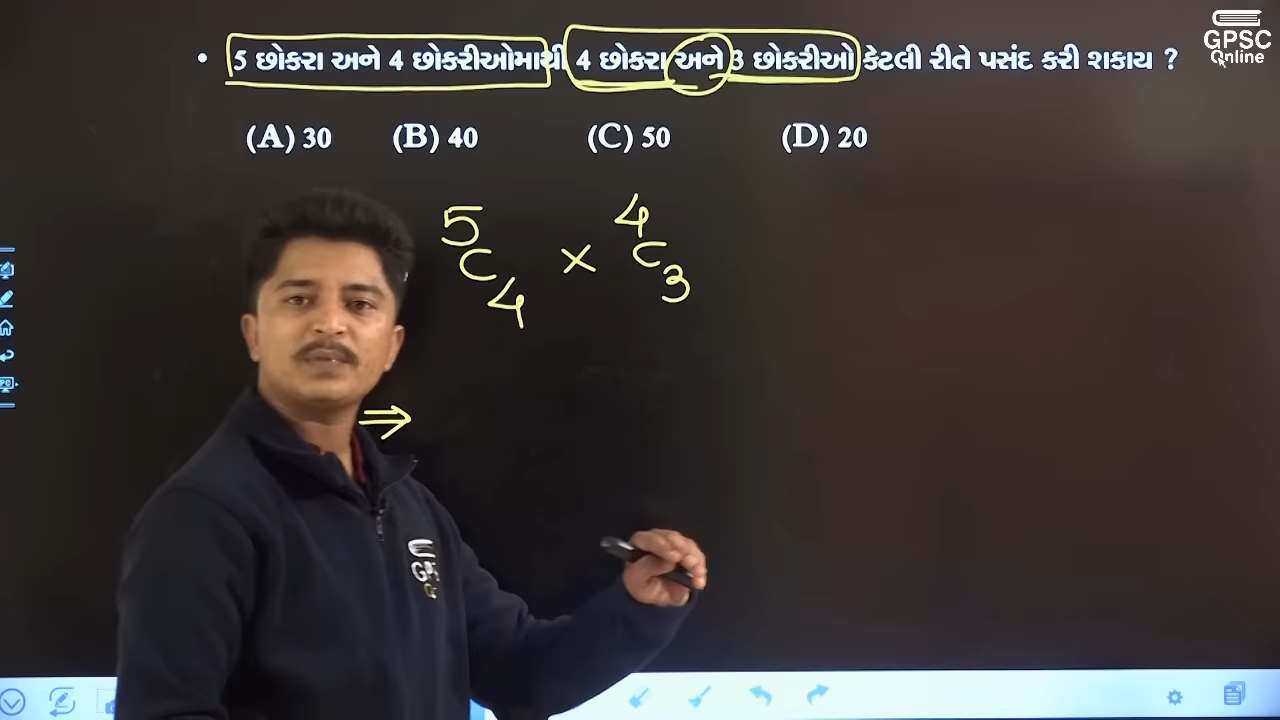 GPSC
Online
• 5 છોકરા અને 4 છોકરીઓમાથી 4 છોકરા અને 3 છોકરીઓ કેટલી રીતે પસંદ કરી શકાય ?
(A) 30 (B) 40 (C) 50 (D) 20
⁵C₄ × ⁴C₃
⇒